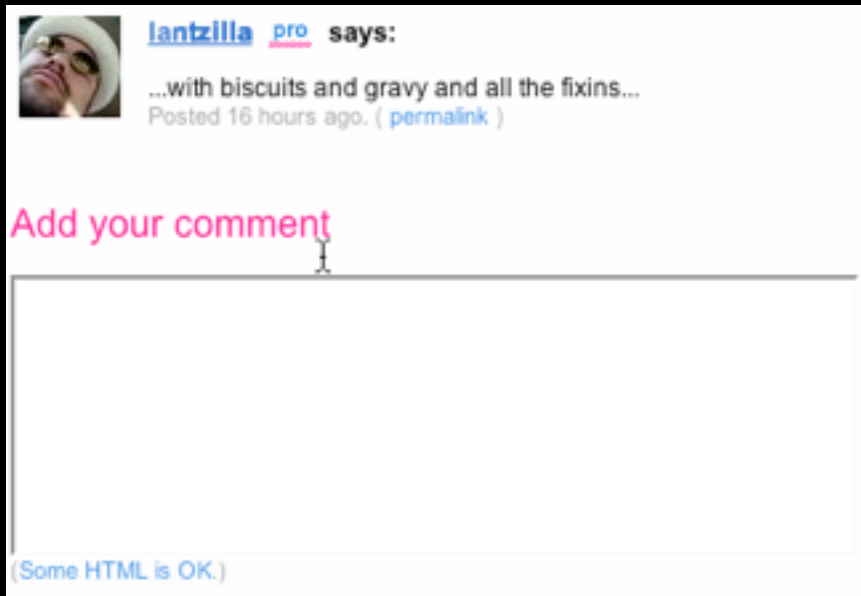 lantzilla pro says:
...with biscuits and gravy and all the fixins...
Posted 16 hours ago. ( permalink )
Add your comment
(Some HTML is OK.)